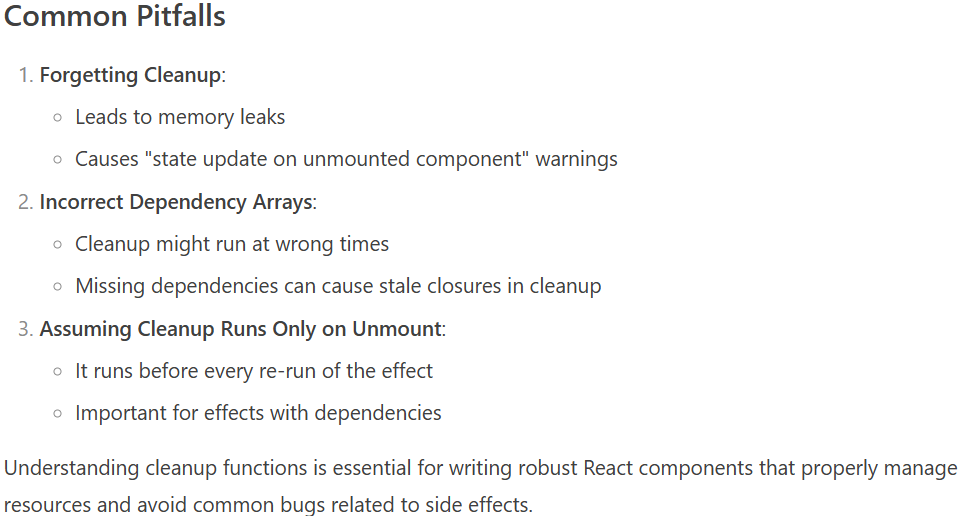 Common Pitfalls
1. Forgetting Cleanup:
○ Leads to memory leaks
○ Causes "state update on unmounted component" warnings
2. Incorrect Dependency Arrays:
○ Cleanup might run at wrong times
○ Missing dependencies can cause stale closures in cleanup
3. Assuming Cleanup Runs Only on Unmount:
○ It runs before every re-run of the effect
○ Important for effects with dependencies
Understanding cleanup functions is essential for writing robust React components that properly manage
resources and avoid common bugs related to side effects.